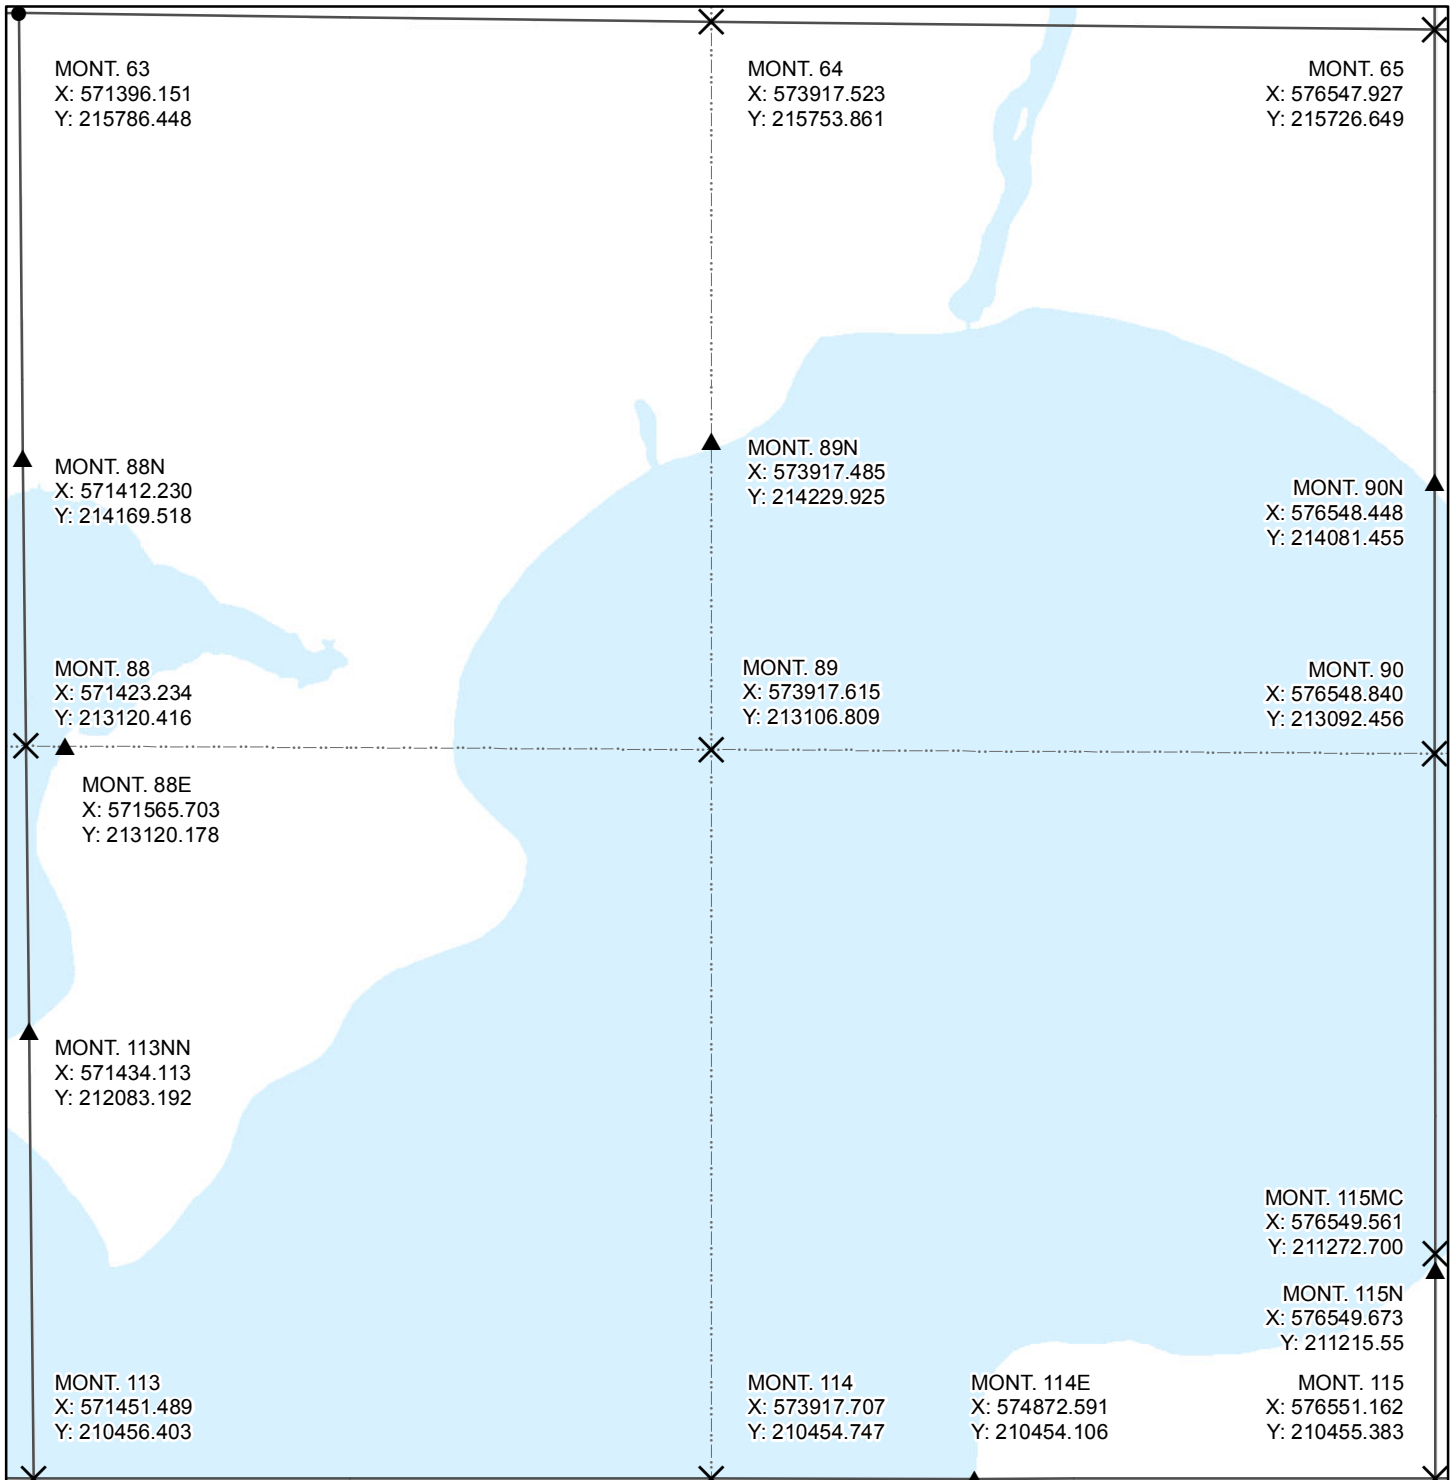 MONT. 63
X: 571396.151
Y: 215786.448
MONT. 64
X: 573917.523
Y: 215753.861
MONT. 65
X: 576547.927
Y: 215726.649
MONT. 88N
X: 571412.230
Y: 214169.518
MONT. 89N
X: 573917.485
Y: 214229.925
MONT. 90N
X: 576548.448
Y: 214081.455
MONT. 88
X: 571423.234
Y: 213120.416
MONT. 89
X: 573917.615
Y: 213106.809
MONT. 90
X: 576548.840
Y: 213092.456
MONT. 88E
X: 571565.703
Y: 213120.178
MONT. 113NN
X: 571434.113
Y: 212083.192
MONT. 115MC
X: 576549.561
Y: 211272.700
MONT. 115N
X: 576549.673
Y: 211215.55
MONT. 113
X: 571451.489
Y: 210456.403
MONT. 114
X: 573917.707
Y: 210454.747
MONT. 114E
X: 574872.591
Y: 210454.106
MONT. 115
X: 576551.162
Y: 210455.383